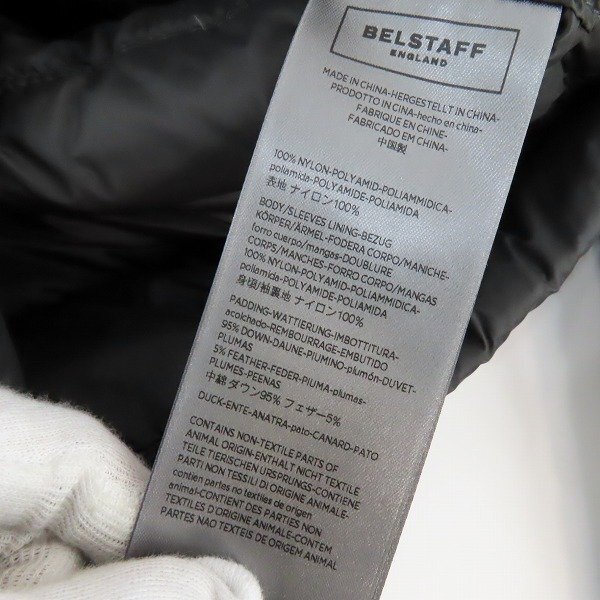 BELSTAFF
ENGLAND
MADE IN CHINA-HERGESTELLT IN CHINA-
PRODOTTO IN CINA-hecho en china-
FABRIQUE EN CHINE-
FABRICADO EM CHINA-
中国製
100% NYLON-POLYAMID-POLIAMMIDICA-
poliamida-POLYAMIDE-POLIAMIDA
表地 ナイロン100%
BODY/SLEEVES LINING-BEZUG
KÖRPER/ÄRMEL-FODERA CORPO/MANICHE-
forro cuerpo/mangas-DOUBLURE
CORPS/MANCHES-FORRO CORPO/MANGAS
100% NYLON-POLYAMID-POLIAMMIDICA-
poliamida-POLYAMIDE-POLIAMIDA
身頃/袖裏地 ナイロン100%
PADDING-WATTIERUNG-IMBOTTITURA-
acolchado-REMBOURRAGE-EMBUTIDO
95% DOWN-DAUNE-PIUMINO-plumón-DUVET-
PLUMAS
5% FEATHER-FEDER-PIUMA-plumas-
PLUMES-PEENAS
中綿 ダウン95% フェザー5%
DUCK-ENTE-ANATRA-pato-CANARD-PATO
CONTAINS NON-TEXTILE PARTS OF
ANIMAL ORIGIN-ENTHÄLT NICHT TEXTILE
TEILE TIERISCHEN URSPRUNGS-CONTIENE
PARTI NON TESSILI DI ORIGINE ANIMALE-
contien partes no textiles de origen
animal-CONTIENT DES PARTIES NON
TEXTILES D ORIGINE ANIMALE-CONTEM
PARTES NAO TEXTEIS DE ORIGEM ANIMAL